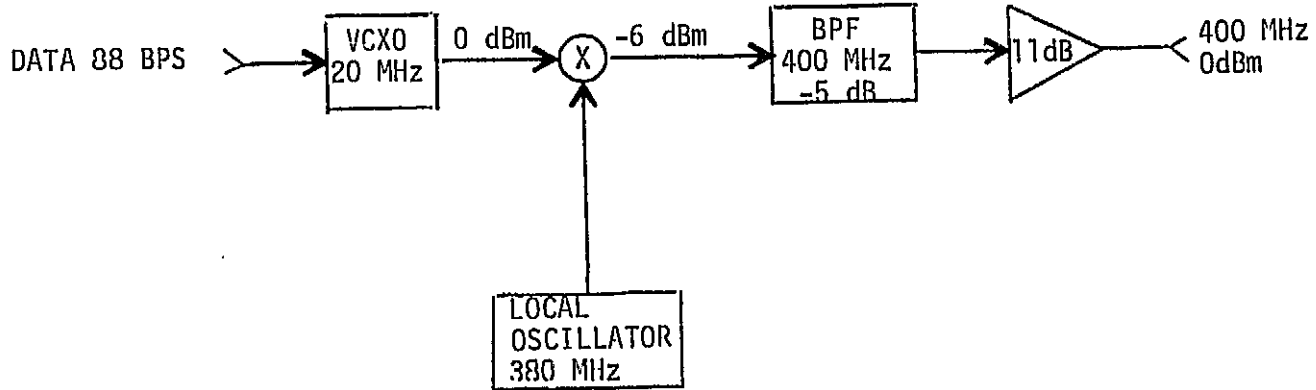 DATA 88 BPS
VCXO
20 MHz
0 dBm
X
-6 dBm
BPF
400 MHz
-5 dB
11dB
400 MHz
0dBm
LOCAL
OSCILLATOR
380 MHz